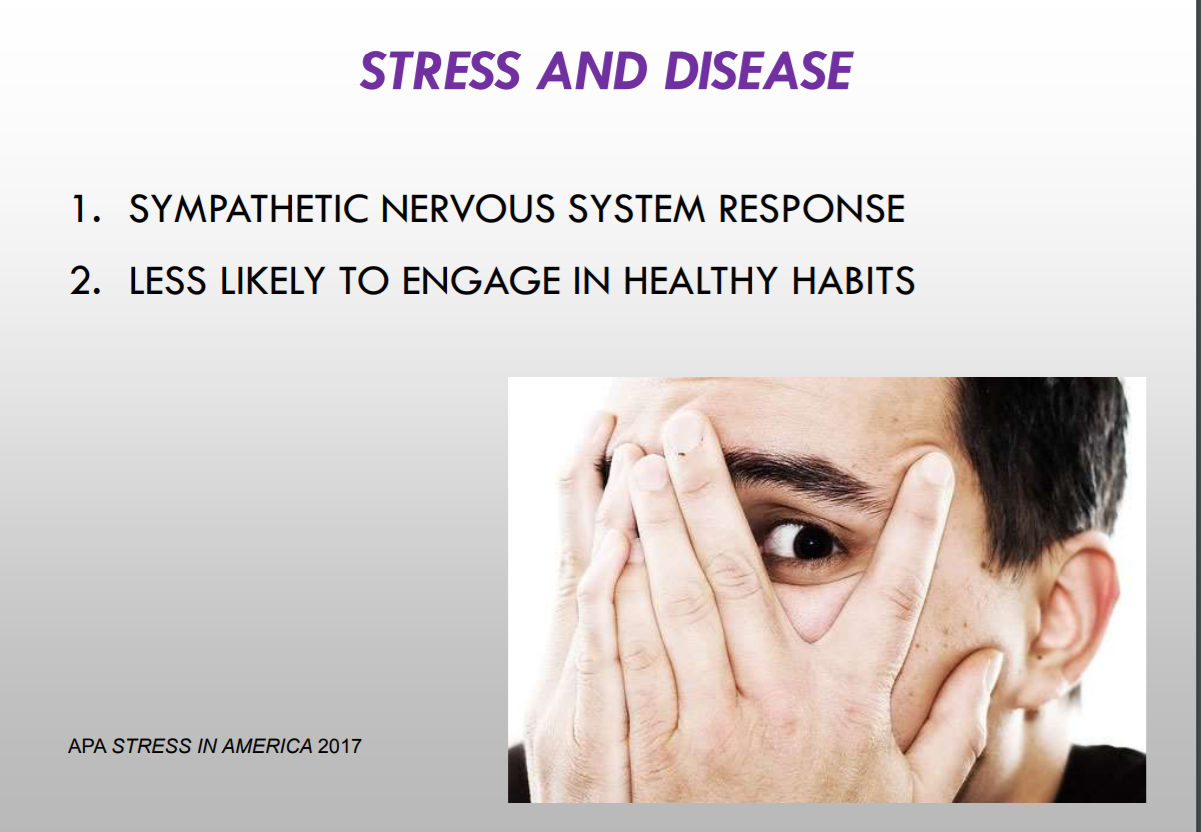 STRESS AND DISEASE
1. SYMPATHETIC NERVOUS SYSTEM RESPONSE
2. LESS LIKELY TO ENGAGE IN HEALTHY HABITS
APA STRESS IN AMERICA 2017